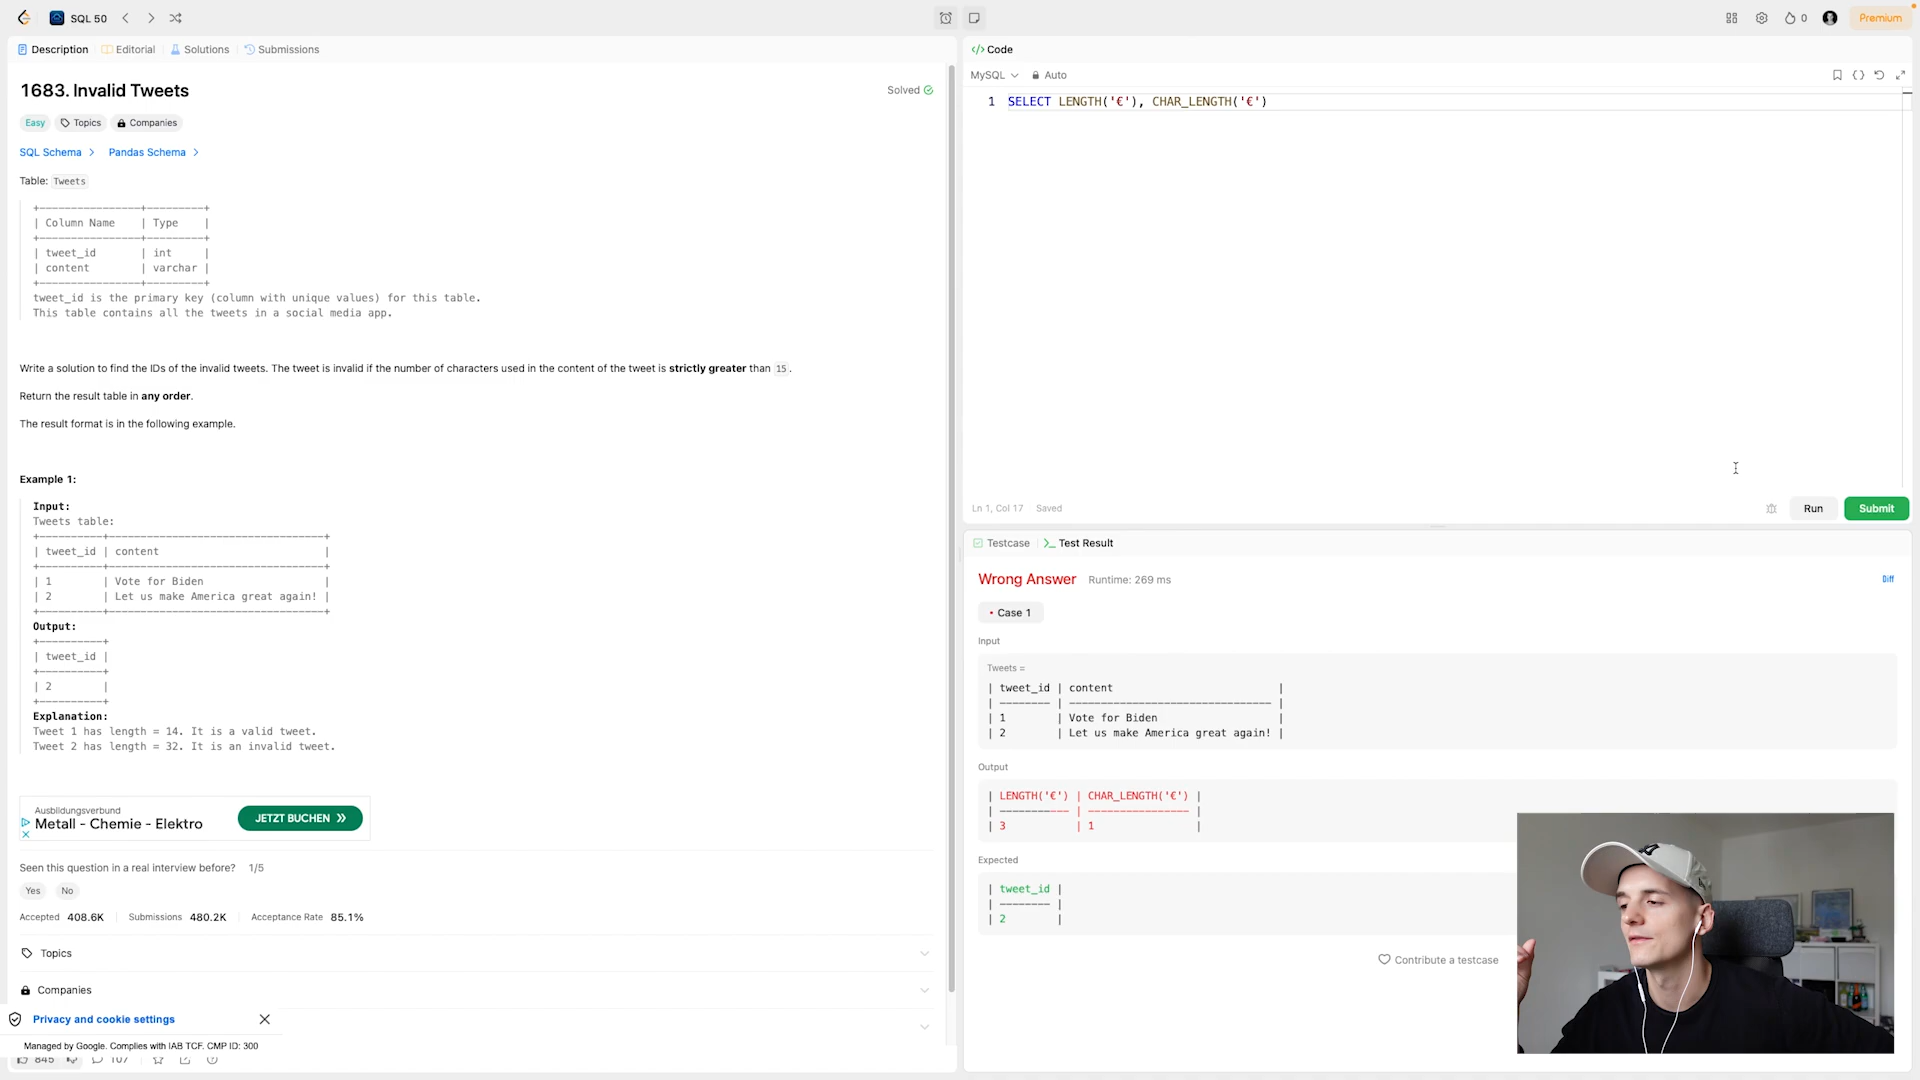 SQL 50
0
Premium
Description
Editorial
Solutions
Submissions
1683. Invalid Tweets
Solved
Easy
Topics
Companies
SQL Schema
Pandas Schema
Table: Tweets
+----------------+---------+
| Column Name    | Type    |
+----------------+---------+
| tweet_id       | int     |
| content        | varchar |
+----------------+---------+
tweet_id is the primary key (column with unique values) for this table.
This table contains all the tweets in a social media app.
Write a solution to find the IDs of the invalid tweets. The tweet is invalid if the number of characters used in the content of the tweet is strictly greater than 15.
Return the result table in any order.
The result format is in the following example.
Example 1:
Input:
Tweets table:
+----------+-----------------------------------+
| tweet_id | content                           |
+----------+-----------------------------------+
| 1        | Vote for Biden                    |
| 2        | Let us make America great again! |
+----------+-----------------------------------+
Output:
+----------+
| tweet_id |
+----------+
| 2        |
+----------+
Explanation:
Tweet 1 has length = 14. It is a valid tweet.
Tweet 2 has length = 32. It is an invalid tweet.
Ausbildungsverbund
Metall - Chemie - Elektro
JETZT BUCHEN
Seen this question in a real interview before? 1/5
Yes
No
Accepted 408.6K
Submissions 480.2K
Acceptance Rate 85.1%
Topics
Companies
Privacy and cookie settings
Managed by Google. Complies with IAB TCF. CMP ID: 300
845
107
</> Code
MySQL
Auto
1 SELECT LENGTH('€'), CHAR_LENGTH('€')
Ln 1, Col 17
Saved
Run
Submit
Testcase
Test Result
Wrong Answer
Runtime: 269 ms
Diff
• Case 1
Input
Tweets =
| tweet_id | content                          |
| -------- | -------------------------------- |
| 1        | Vote for Biden                   |
| 2        | Let us make America great again! |
Output
| LENGTH('€') | CHAR_LENGTH('€') |
| ----------- | ---------------- |
| 3           | 1                |
Expected
| tweet_id |
| -------- |
| 2        |
Contribute a testcase